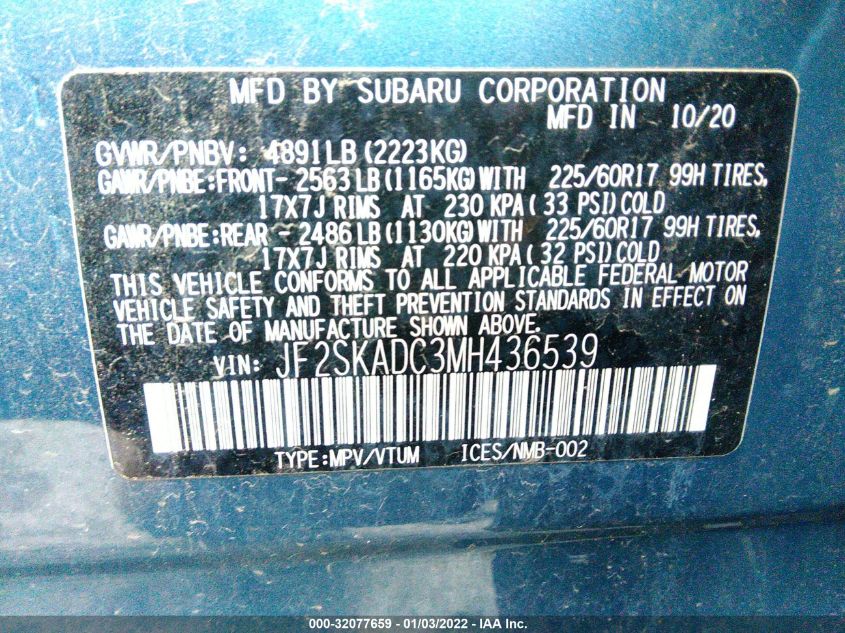 MFD BY SUBARU CORPORATION
MFD IN 10/20
GVWR/PNBV: 4891LB (2223KG)
GAWR/PNBE:FRONT- 2563LB (1165KG) WITH 225/60R17 99H TIRES,
17X7J RIMS AT 230 KPA ( 33 PSI) COLD
GAWR/PNBE:REAR - 2486LB (1130KG) WITH 225/60R17 99H TIRES,
17X7J RIMS AT 220 KPA ( 32 PSI) COLD
THIS VEHICLE CONFORMS TO ALL APPLICABLE FEDERAL MOTOR
VEHICLE SAFETY AND THEFT PREVENTION STANDARDS IN EFFECT ON
THE DATE OF MANUFACTURE SHOWN ABOVE.
VIN: JF2SKADC3MH436539
TYPE:MPV/VTUM ICES/NMB-002
000-32077659 - 01/03/2022 - IAA Inc.